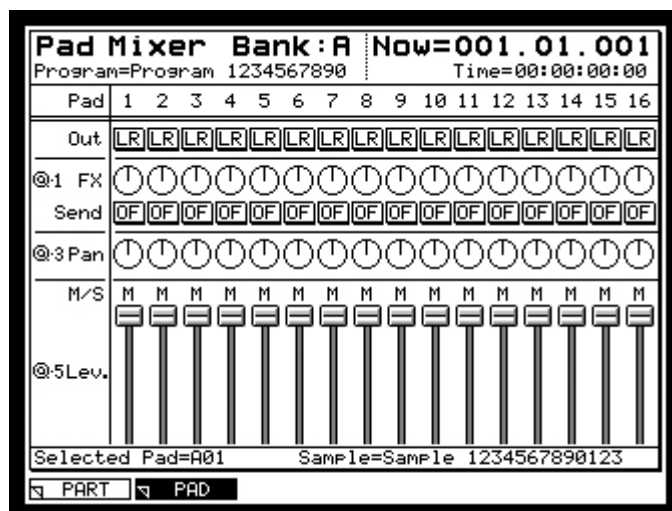 Pad Mixer Bank:A Now=001.01.001
Program=Program 1234567890 Time=00:00:00:00
Pad 1 2 3 4 5 6 7 8 9 10 11 12 13 14 15 16
Out LR LR LR LR LR LR LR LR LR LR LR LR LR LR LR LR
@·1 FX
Send OF OF OF OF OF OF OF OF OF OF OF OF OF OF OF OF
@·3 Pan
M/S M M M M M M M M M M M M M M M M
@·5Lev.
Selected Pad=A01 Sample=Sample 1234567890123
PART PAD